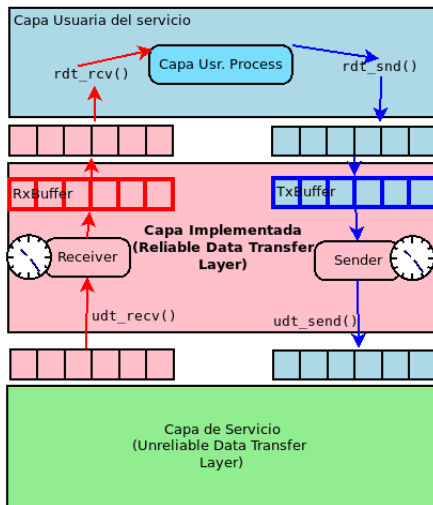 Capa Usuaria del servicio
Capa Usr. Process
rdt_rcv()
rdt_snd()
RxBuffer
TxBuffer
Capa Implementada
(Reliable Data Transfer
Layer)
Receiver
Sender
udt_recv()
udt_send()
Capa de Servicio
(Unreliable Data Transfer
Layer)